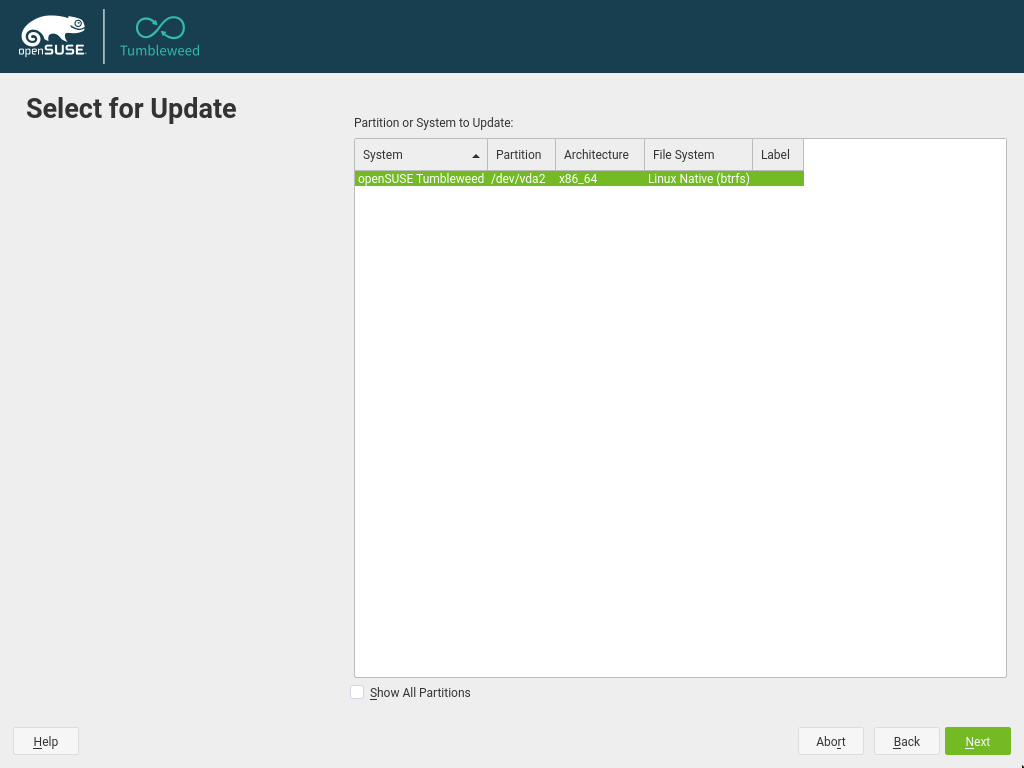 openSUSE
Tumbleweed
Select for Update
Partition or System to Update:
System Partition Architecture File System Label
openSUSE Tumbleweed /dev/vda2 x86_64 Linux Native (btrfs)
Show All Partitions
Help Abort Back Next